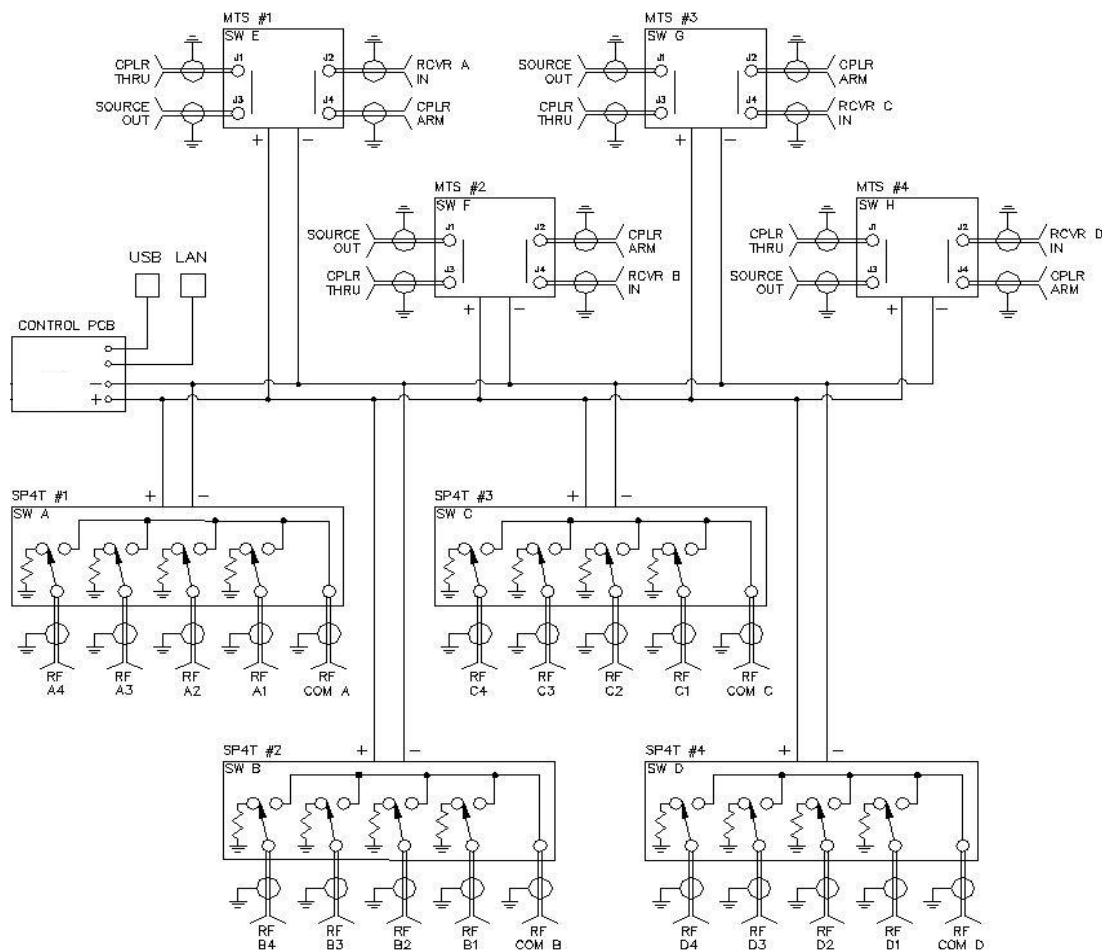 MTS #1
SW E
CPLR
THRU
J1
J2
RCVR A
IN
SOURCE
OUT
J3
J4
CPLR
ARM
+
−
MTS #3
SW G
SOURCE
OUT
J1
J2
CPLR
ARM
CPLR
THRU
J3
J4
RCVR C
IN
+
−
MTS #2
SW F
SOURCE
OUT
J1
J2
CPLR
ARM
CPLR
THRU
J3
J4
RCVR B
IN
+
−
MTS #4
SW H
CPLR
THRU
J1
J2
RCVR D
IN
SOURCE
OUT
J3
J4
CPLR
ARM
+
−
USB LAN
CONTROL PCB
−
+
SP4T #1
+ −
SW A
RF
A4
RF
A3
RF
A2
RF
A1
RF
COM A
SP4T #3
+ −
SW C
RF
C4
RF
C3
RF
C2
RF
C1
RF
COM C
SP4T #2
+ −
SW B
RF
B4
RF
B3
RF
B2
RF
B1
RF
COM B
SP4T #4
+ −
SW D
RF
D4
RF
D3
RF
D2
RF
D1
RF
COM D